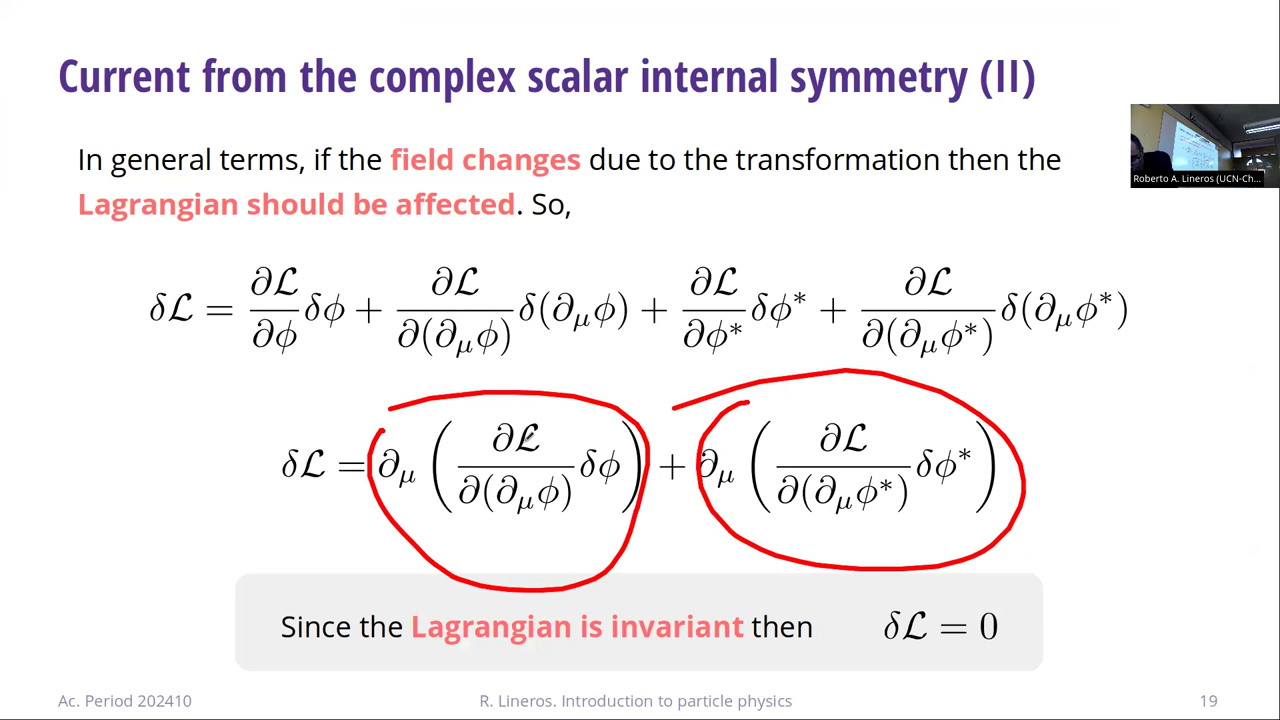 Current from the complex scalar internal symmetry (II)
In general terms, if the field changes due to the transformation then the
Lagrangian should be affected. So,
Roberto A. Lineros (UCN-Ch...
δℒ = ∂ℒ/∂ϕ δϕ + ∂ℒ/∂(∂_μϕ) δ(∂_μϕ) + ∂ℒ/∂ϕ* δϕ* + ∂ℒ/∂(∂_μϕ*) δ(∂_μϕ*)
δℒ = ∂_μ (∂ℒ/∂(∂_μϕ) δϕ) + ∂_μ (∂ℒ/∂(∂_μϕ*) δϕ*)
Since the Lagrangian is invariant then δℒ = 0
Ac. Period 202410 R. Lineros. Introduction to particle physics 19